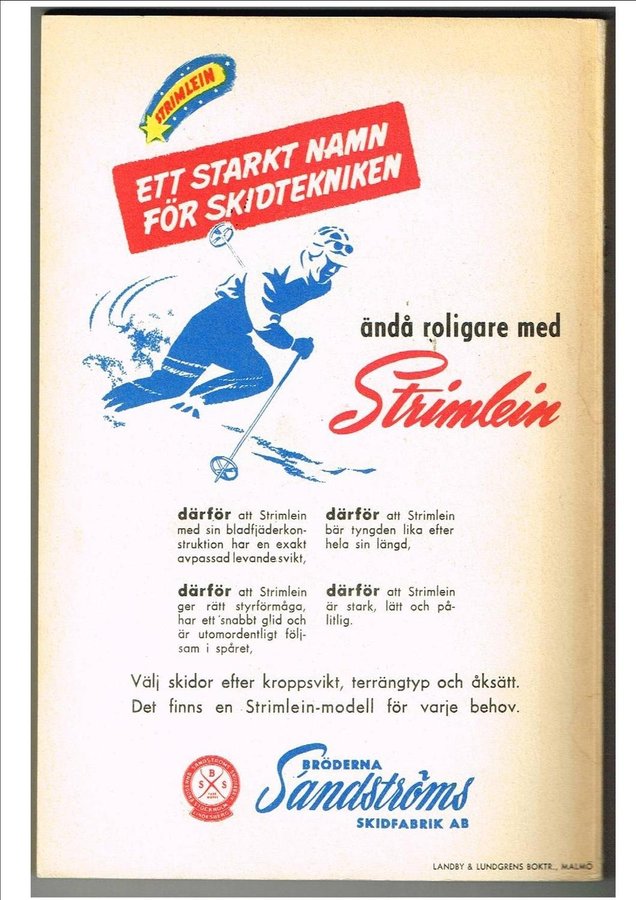 STRIMLEIN
ETT STARKT NAMN
FÖR SKIDTEKNIKEN
ändå roligare med
Strimlein
därför att Strimlein
med sin bladfjäderkon-
struktion har en exakt
avpassad levande svikt,
därför att Strimlein
bär tyngden lika efter
hela sin längd,
därför att Strimlein
ger rätt styrförmåga,
har ett snabbt glid och
är utomordentligt följ-
sam i spåret,
därför att Strimlein
är stark, lätt och på-
litlig.
Välj skidor efter kroppsvikt, terrängtyp och åksätt.
Det finns en Strimlein-modell för varje behov.
B
S S
BRÖDERNA
Sandströms
SKIDFABRIK AB
LANDBY & LUNDGRENS BOKTR., MALMÖ